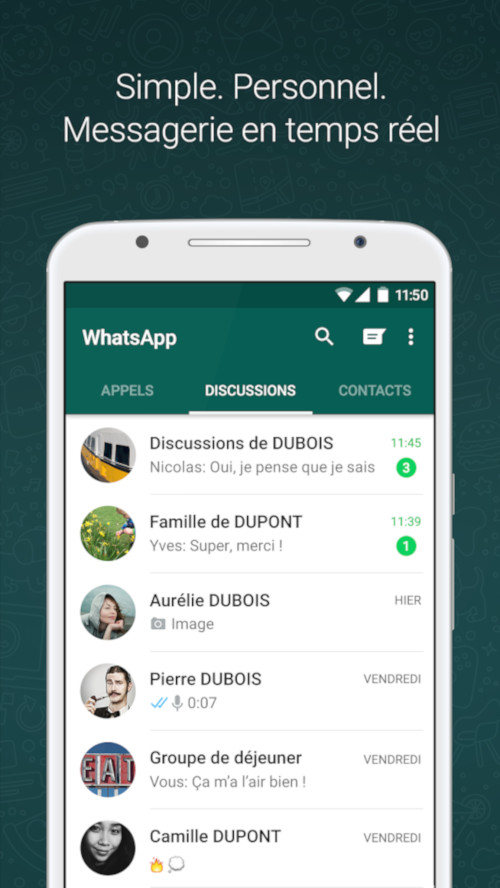 Simple. Personnel.
Messagerie en temps réel
11:50
WhatsApp
APPELS DISCUSSIONS CONTACTS
Discussions de DUBOIS 11:45
Nicolas: Oui, je pense que je sais 3
Famille de DUPONT 11:39
Yves: Super, merci ! 1
Aurélie DUBOIS HIER
Image
Pierre DUBOIS VENDREDI
0:07
EAT
Groupe de déjeuner VENDREDI
Vous: Ça m'a l'air bien !
Camille DUPONT VENDREDI
🔥💭